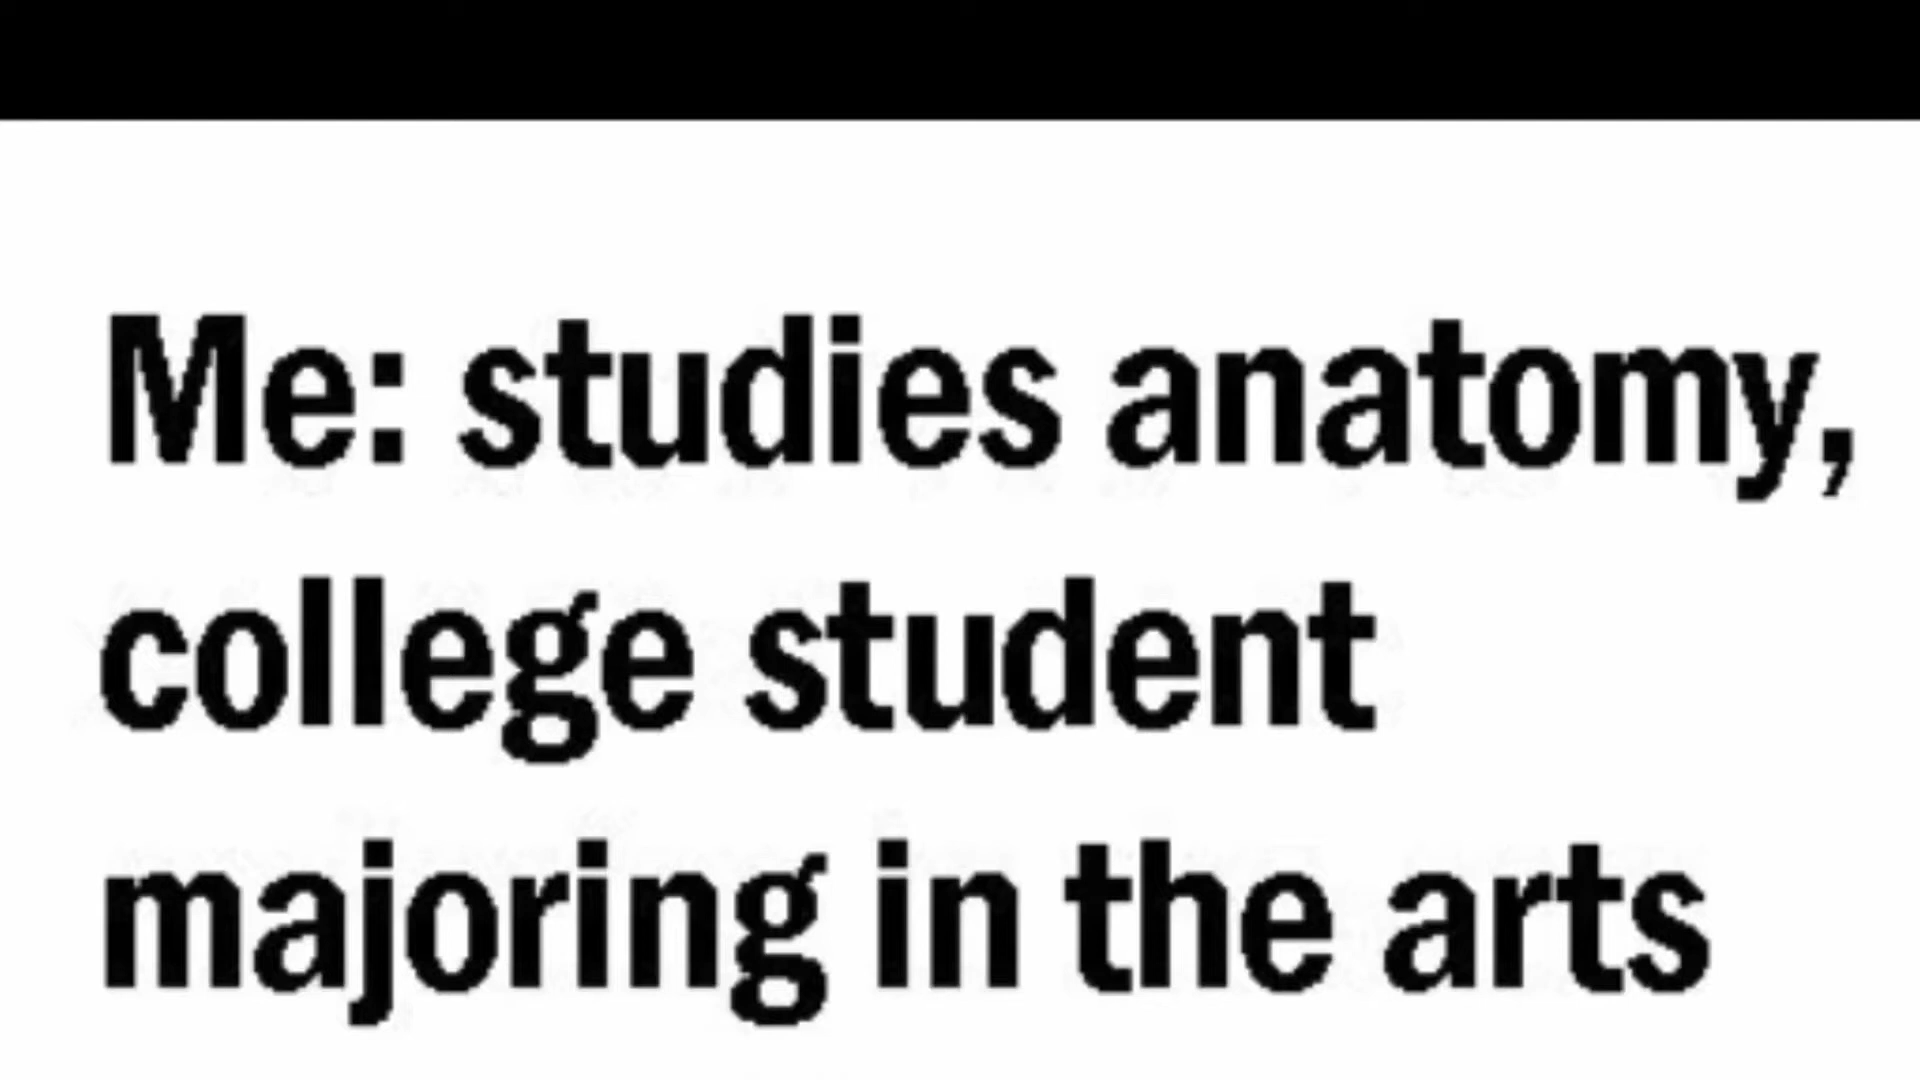 Me: studies anatomy,
college student
majoring in the arts